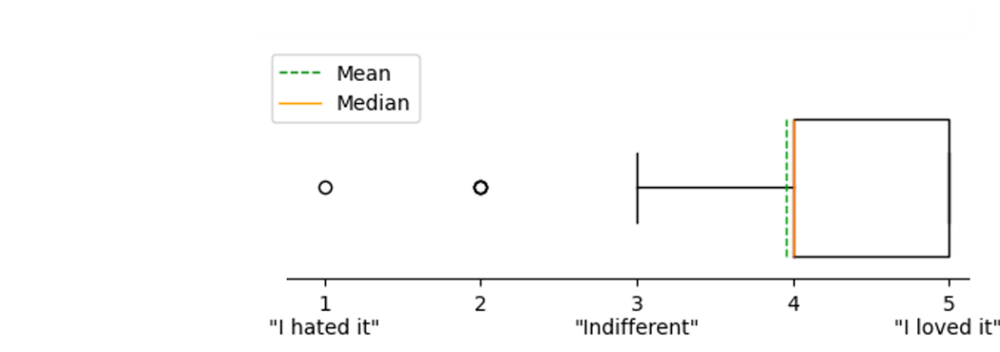 Mean
Median
1 2 3 4 5
"I hated it" "Indifferent" "I loved it"